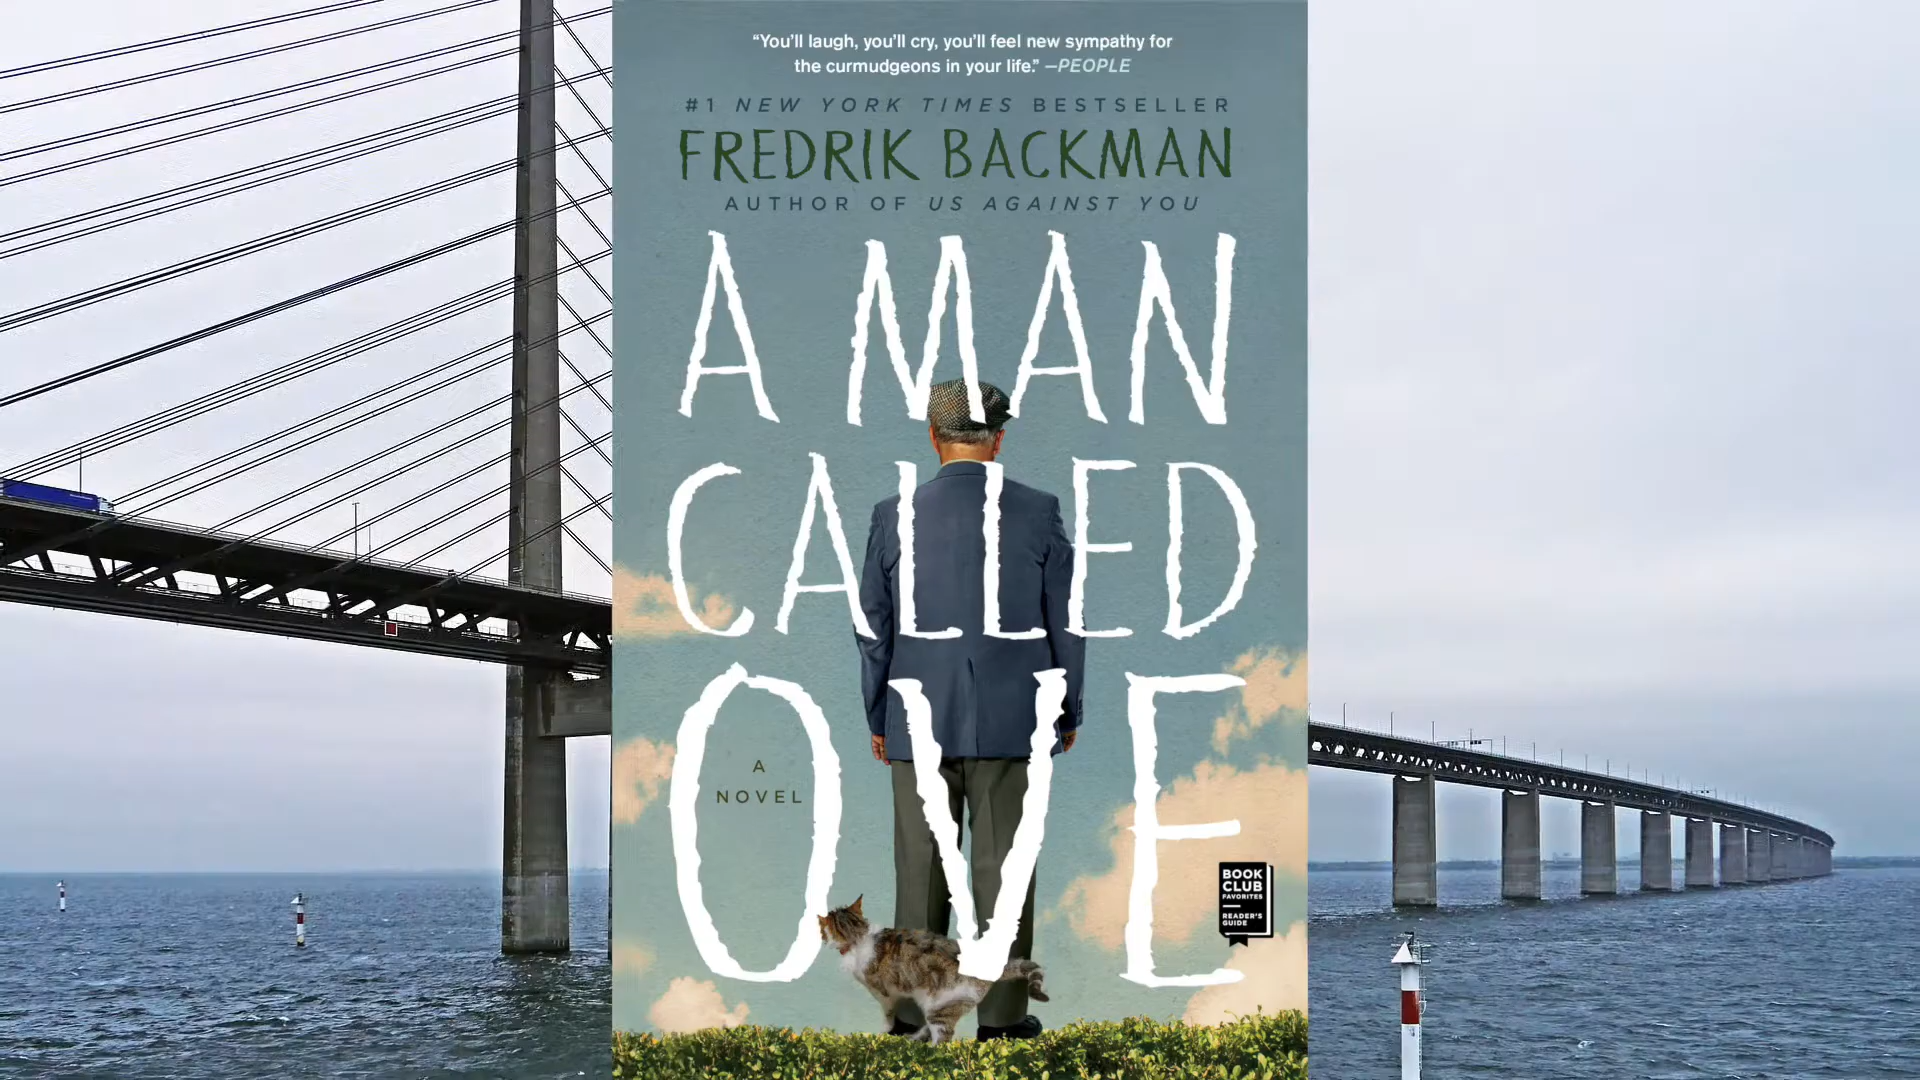 “You’ll laugh, you’ll cry, you’ll feel new sympathy for
the curmudgeons in your life.” —PEOPLE
#1 NEW YORK TIMES BESTSELLER
FREDRIK BACKMAN
AUTHOR OF US AGAINST YOU
A MAN
CALLED
OVE
A
NOVEL
BOOK
CLUB
FAVORITES
READER'S
GUIDE